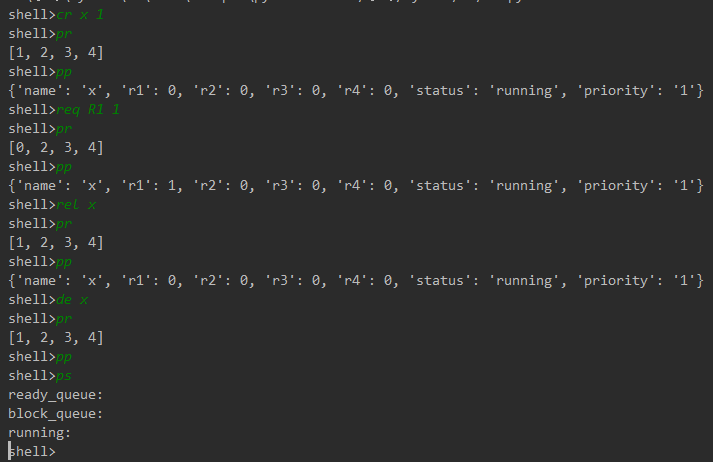 shell>cr x 1
shell>pr
[1, 2, 3, 4]
shell>pp
{'name': 'x', 'r1': 0, 'r2': 0, 'r3': 0, 'r4': 0, 'status': 'running', 'priority': '1'}
shell>req R1 1
shell>pr
[0, 2, 3, 4]
shell>pp
{'name': 'x', 'r1': 1, 'r2': 0, 'r3': 0, 'r4': 0, 'status': 'running', 'priority': '1'}
shell>rel x
shell>pr
[1, 2, 3, 4]
shell>pp
{'name': 'x', 'r1': 0, 'r2': 0, 'r3': 0, 'r4': 0, 'status': 'running', 'priority': '1'}
shell>de x
shell>pr
[1, 2, 3, 4]
shell>pp
shell>ps
ready_queue:
block_queue:
running:
shell>